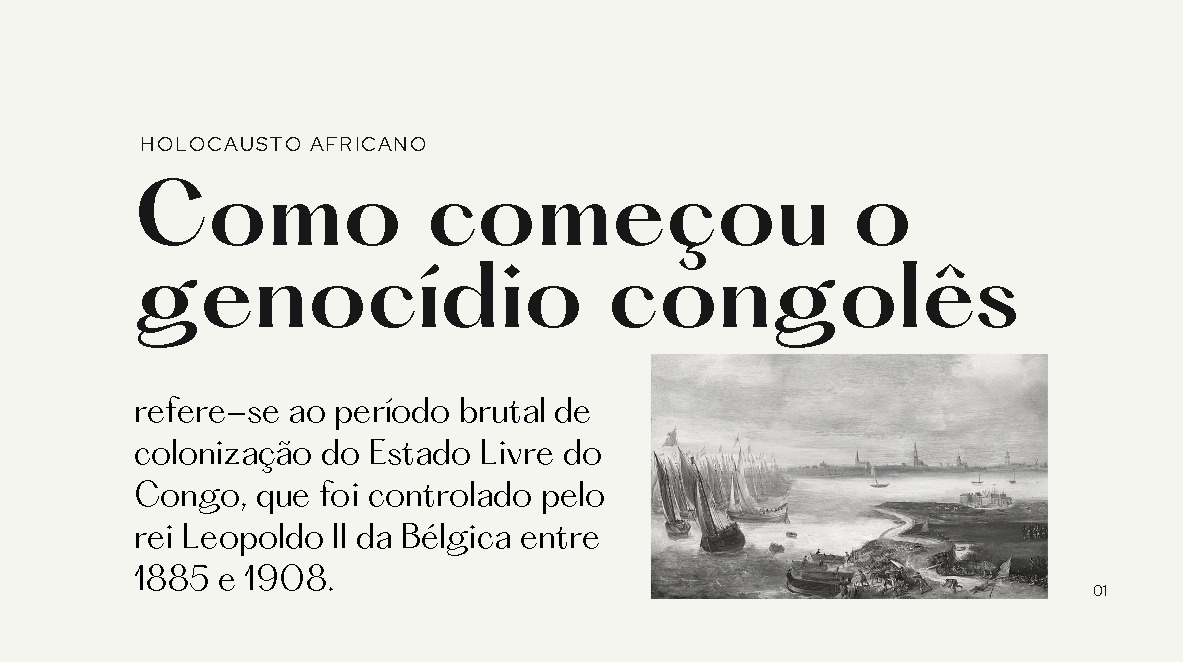 HOLOCAUSTO AFRICANO
Como começou o
genocídio congolês
refere-se ao período brutal de
colonização do Estado Livre do
Congo, que foi controlado pelo
rei Leopoldo II da Bélgica entre
1885 e 1908.
01